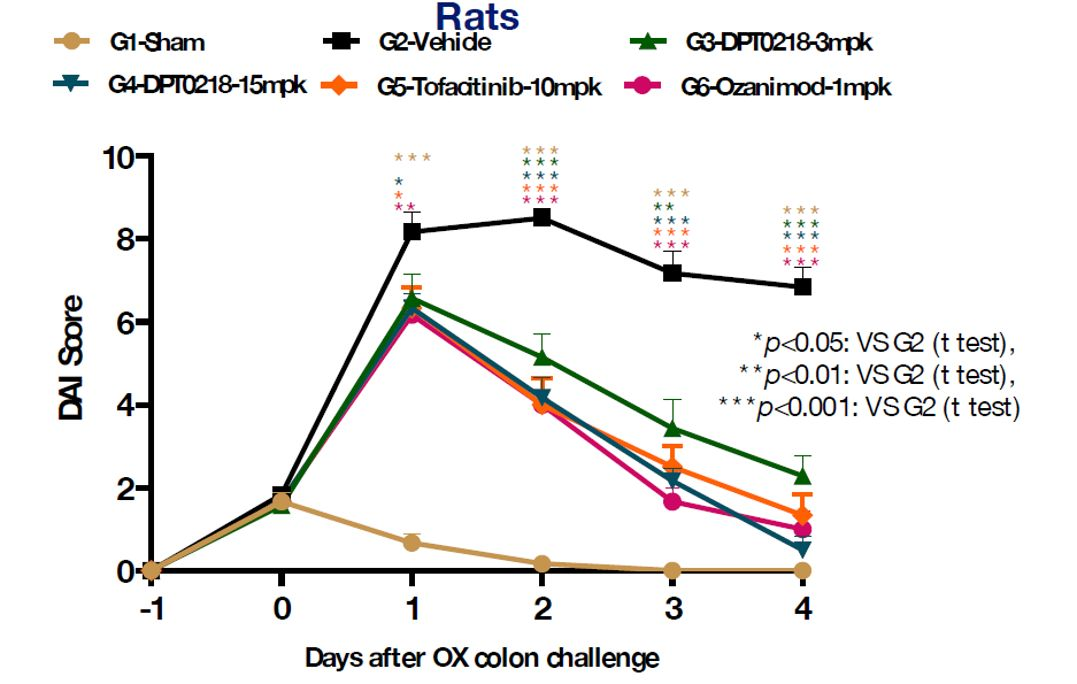 Rats
G1-Sham G2-Vehicle G3-DPT0218-3mpk
G4-DPT0218-15mpk G5-Tofacitinib-10mpk G6-Ozanimod-1mpk
10
8
6
4
2
0
DAI Score
***
*
*
**
***
***
***
***
***
***
**
***
***
***
***
***
***
***
***
*p<0.05: VS G2 (t test),
**p<0.01: VS G2 (t test),
***p<0.001: VS G2 (t test)
-1 0 1 2 3 4
Days after OX colon challenge